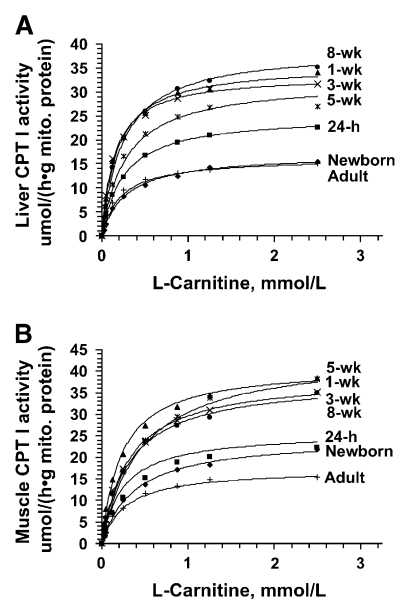 A
Liver CPT I activity
umol/(h•g mito. protein)
40
35
30
25
20
15
10
5
0
8-wk
1-wk
3-wk
5-wk
24-h
Newborn
Adult
0 1 2 3
L-Carnitine, mmol/L
B
Muscle CPT I activity
umol/(h•g mito. protein)
45
40
35
30
25
20
15
10
5
0
5-wk
1-wk
3-wk
8-wk
24-h
Newborn
Adult
0 1 2 3
L-Carnitine, mmol/L